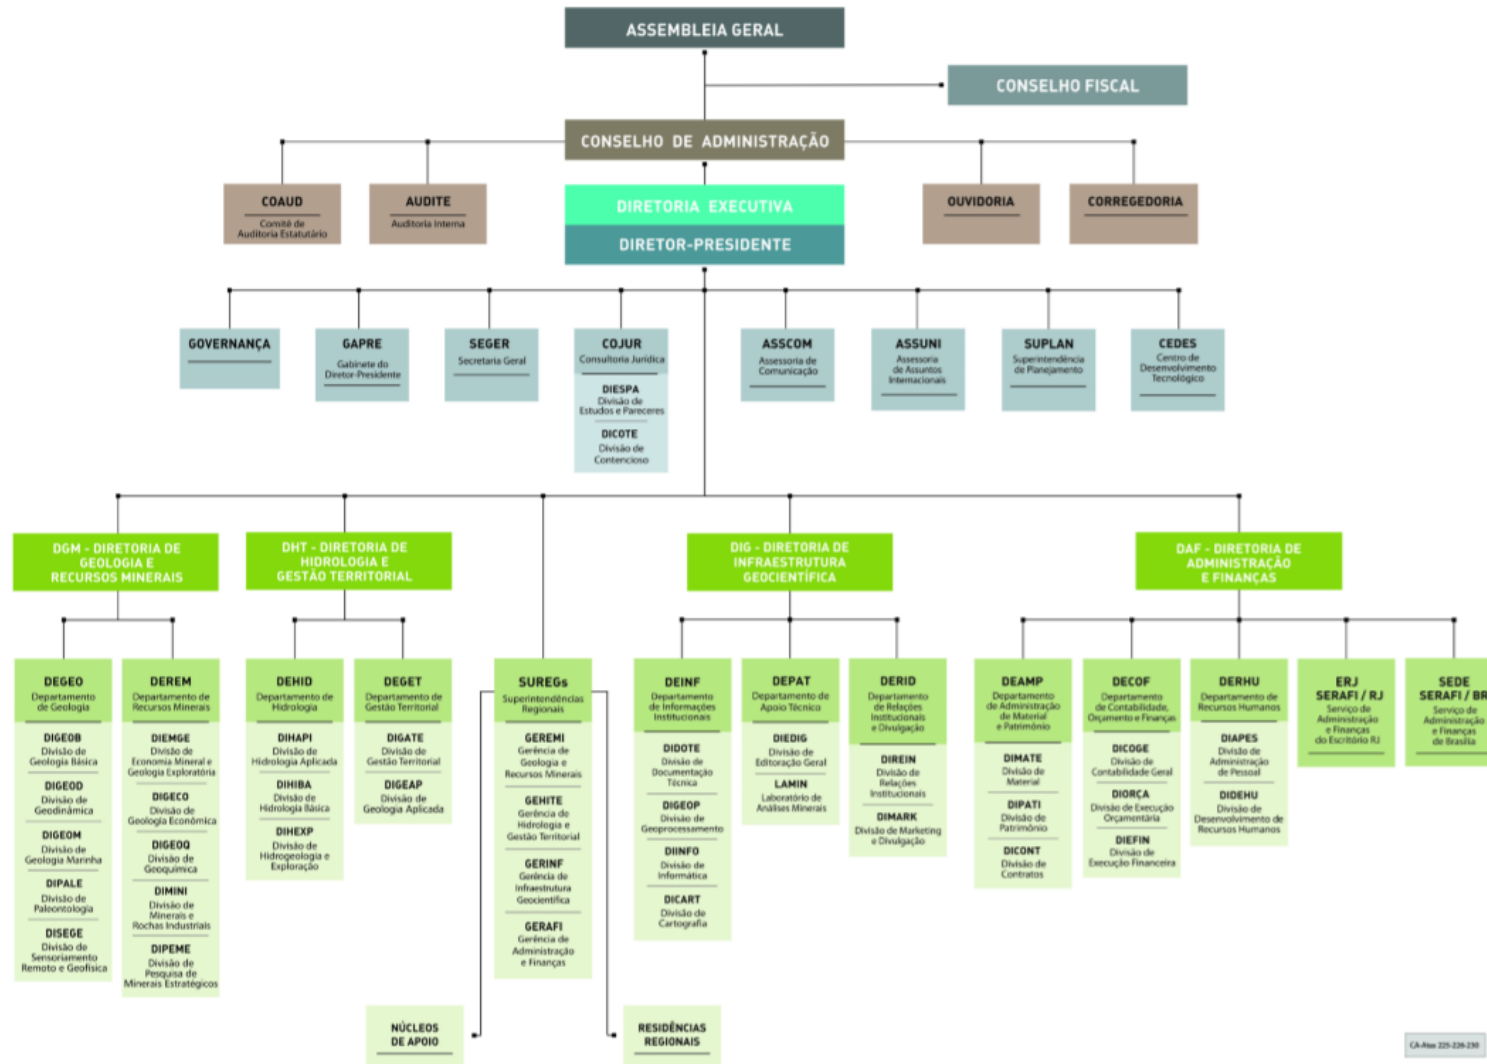 ASSEMBLEIA GERAL
CONSELHO FISCAL
CONSELHO DE ADMINISTRAÇÃO
COAUD
Comitê de
Auditoria Estatutário
AUDITE
Auditoria Interna
DIRETORIA EXECUTIVA
DIRETOR-PRESIDENTE
OUVIDORIA
CORREGEDORIA
GOVERNANÇA
GAPRE
Gabinete do
Diretor-Presidente
SEGER
Secretaria Geral
COJUR
Consultoria Jurídica
DIESPA
Divisão de
Estudos e Pareceres
DICOTE
Divisão de
Contencioso
ASSCOM
Assessoria de
Comunicação
ASSUNI
Assessoria
de Assuntos
Internacionais
SUPLAN
Superintendência
de Planejamento
CEDES
Centro de
Desenvolvimento
Tecnológico
DGM - DIRETORIA DE
GEOLOGIA E
RECURSOS MINERAIS
DHT - DIRETORIA DE
HIDROLOGIA E
GESTÃO TERRITORIAL
DIG - DIRETORIA DE
INFRAESTRUTURA
GEOCIENTÍFICA
DAF - DIRETORIA DE
ADMINISTRAÇÃO
E FINANÇAS
DEGEO
Departamento
de Geologia
DIGEOB
Divisão de
Geologia Básica
DIGEOD
Divisão de
Geodinâmica
DIGEOM
Divisão de
Geologia Marinha
DIPALE
Divisão de
Paleontologia
DISEGE
Divisão de
Sensoriamento
Remoto e Geofísica
DEREM
Departamento de
Recursos Minerais
DIEMGE
Divisão de
Economia Mineral e
Geologia Exploratória
DIGECO
Divisão de
Geologia Econômica
DIGEOQ
Divisão de
Geoquímica
DIMINI
Divisão de
Minerais e
Rochas Industriais
DIPEME
Divisão de
Pesquisa de
Minerais Estratégicos
DEHID
Departamento de
Hidrologia
DIHAPI
Divisão de
Hidrologia Aplicada
DIHIBA
Divisão de
Hidrologia Básica
DIHEXP
Divisão de
Hidrogeologia e
Exploração
DEGET
Departamento de
Gestão Territorial
DIGATE
Divisão de
Gestão Territorial
DIGEAP
Divisão de
Geologia Aplicada
SUREGs
Superintendências
Regionais
GEREMI
Gerência de
Geologia e
Recursos Minerais
GEHITE
Gerência de
Hidrologia e
Gestão Territorial
GERINF
Gerência de
Infraestrutura
Geocientífica
GERAFI
Gerência de
Administração
e Finanças
NÚCLEOS
DE APOIO
RESIDÊNCIAS
REGIONAIS
DEINF
Departamento
de Informações
Institucionais
DIDOTE
Divisão de
Documentação
Técnica
DIGEOP
Divisão de
Geoprocessamento
DIINFO
Divisão de
Informática
DICART
Divisão de
Cartografia
DEPAT
Departamento de
Apoio Técnico
DIEDIG
Divisão de
Editoração Geral
LAMIN
Laboratório de
Análises Minerais
DERID
Departamento
de Relações
Institucionais
e Divulgação
DIREIN
Divisão de
Relações
Institucionais
DIMARK
Divisão de Marketing
e Divulgação
DEAMP
Departamento
de Administração
de Material
e Patrimônio
DIMATE
Divisão de
Material
DIPATI
Divisão de
Patrimônio
DICONT
Divisão de
Contratos
DECOF
Departamento
de Contabilidade,
Orçamento e Finanças
DICOGE
Divisão de
Contabilidade Geral
DIORÇA
Divisão de Execução
Orçamentária
DIEFIN
Divisão de
Execução Financeira
DERHU
Departamento de
Recursos Humanos
DIAPES
Divisão de
Administração
de Pessoal
DIDEHU
Divisão de
Desenvolvimento de
Recursos Humanos
ERJ
SERAFI / RJ
Serviço de
Administração
e Finanças
do Escritório RJ
SEDE
SERAFI / BR
Serviço de
Administração
e Finanças
de Brasília
CA-Atas 225-226-230